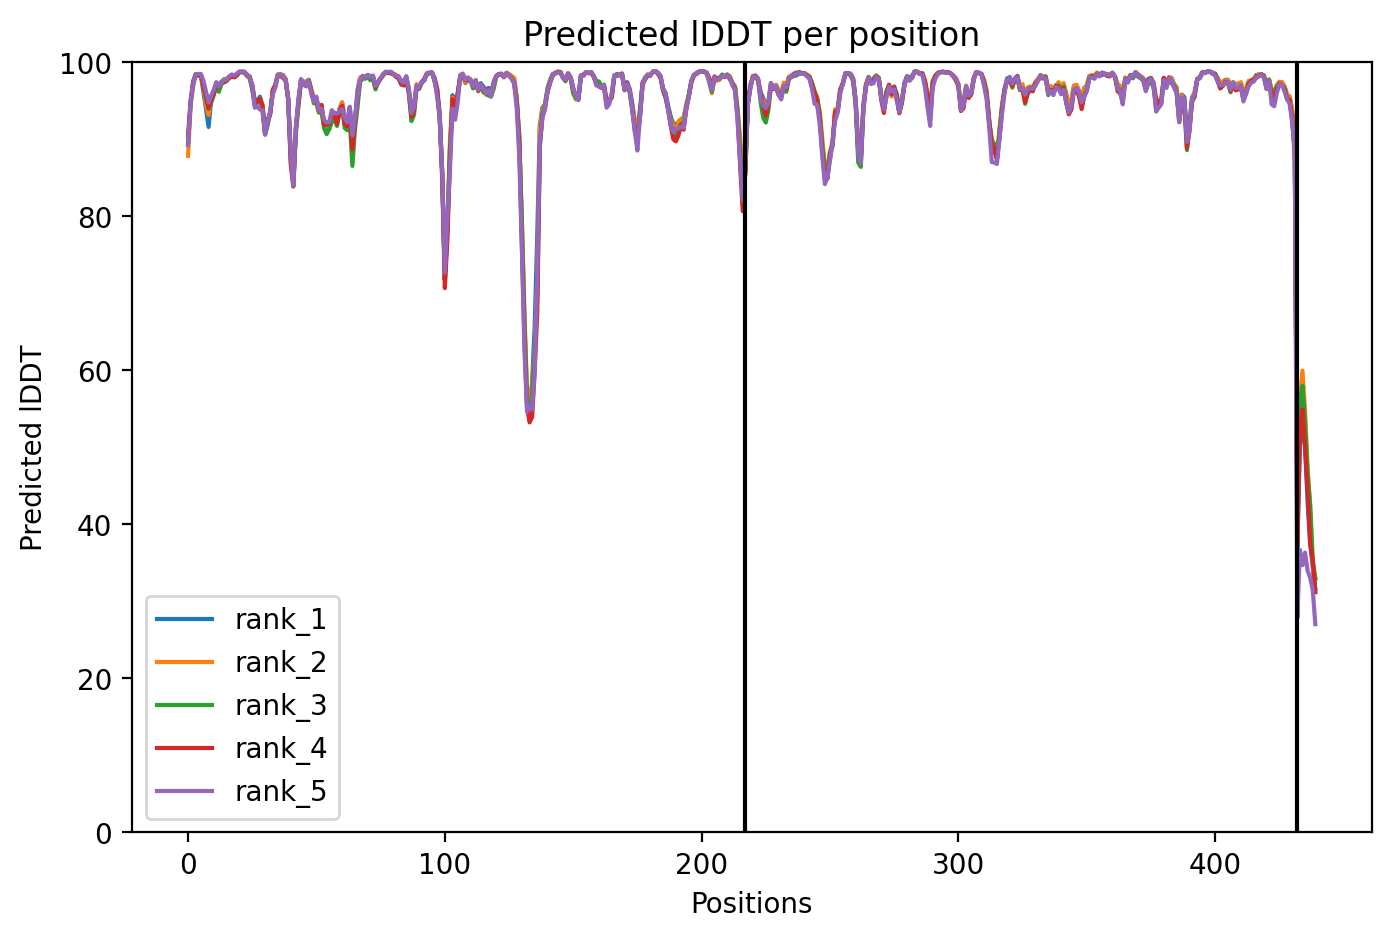 Predicted lDDT per position
100
80
60
40
20
0
Predicted lDDT
rank_1
rank_2
rank_3
rank_4
rank_5
0
100
200
300
400
Positions